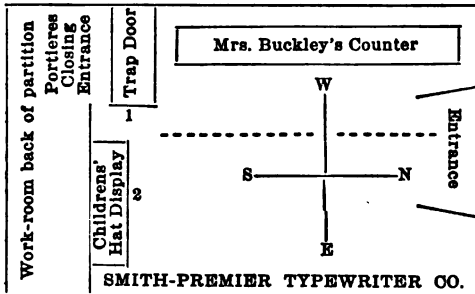 Work-room back of partition
Portieres
Closing
Entrance
Trap Door
Mrs. Buckley's Counter
1
W
S
N
E
Entrance
Childrens'
Hat Display
2
SMITH-PREMIER TYPEWRITER CO.